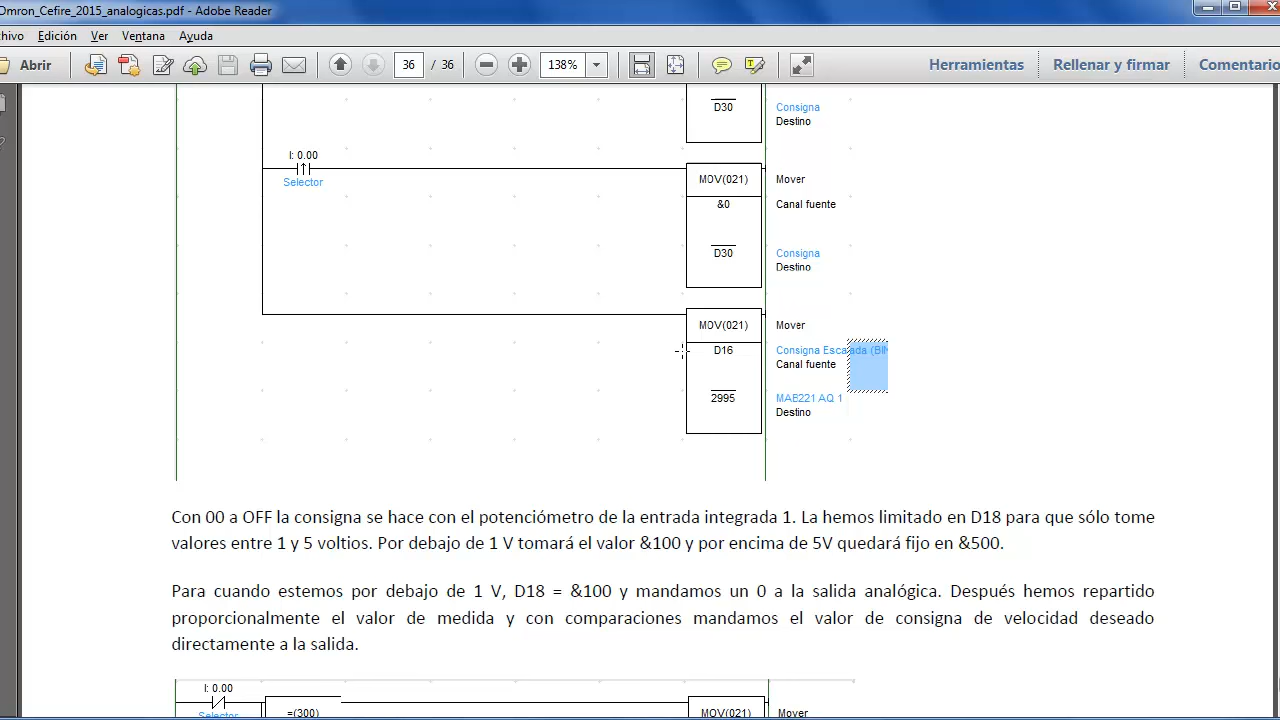 Omron_Cefire_2015_analogicas.pdf - Adobe Reader
chivo Edición Ver Ventana Ayuda
Abrir 36 / 36 138% Herramientas Rellenar y firmar Comentario
D30 Consigna
Destino
I: 0.00
Selector
MOV(021) Mover
&0 Canal fuente
D30 Consigna
Destino
MOV(021) Mover
D16 Consigna Escalada (BIN
Canal fuente
2995 MAB221 AQ 1
Destino
Con 00 a OFF la consigna se hace con el potenciómetro de la entrada integrada 1. La hemos limitado en D18 para que sólo tome
valores entre 1 y 5 voltios. Por debajo de 1 V tomará el valor &100 y por encima de 5V quedará fijo en &500.
Para cuando estemos por debajo de 1 V, D18 = &100 y mandamos un 0 a la salida analógica. Después hemos repartido
proporcionalmente el valor de medida y con comparaciones mandamos el valor de consigna de velocidad deseado
directamente a la salida.
I: 0.00
Selector =(300) MOV(021) Mover